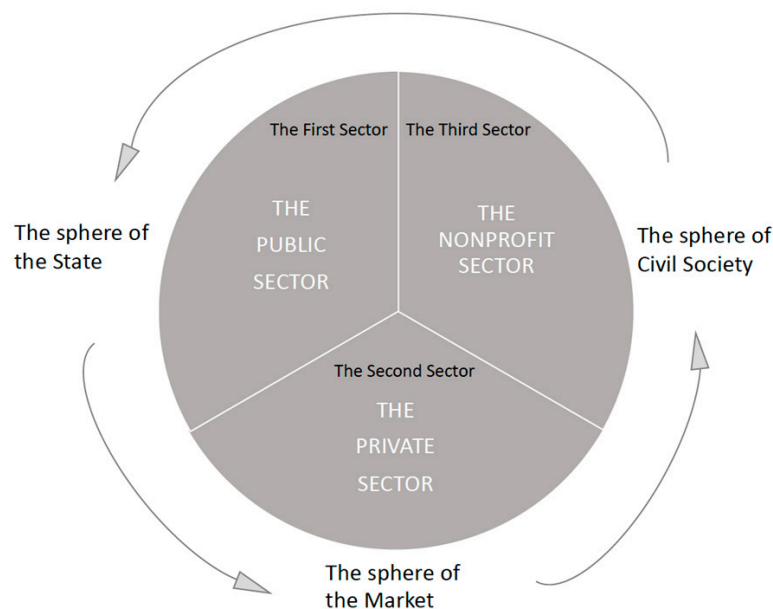 The First Sector
The Third Sector
THE
PUBLIC
SECTOR
THE
NONPROFIT
SECTOR
The sphere of
the State
The sphere of
Civil Society
The Second Sector
THE
PRIVATE
SECTOR
The sphere of
the Market